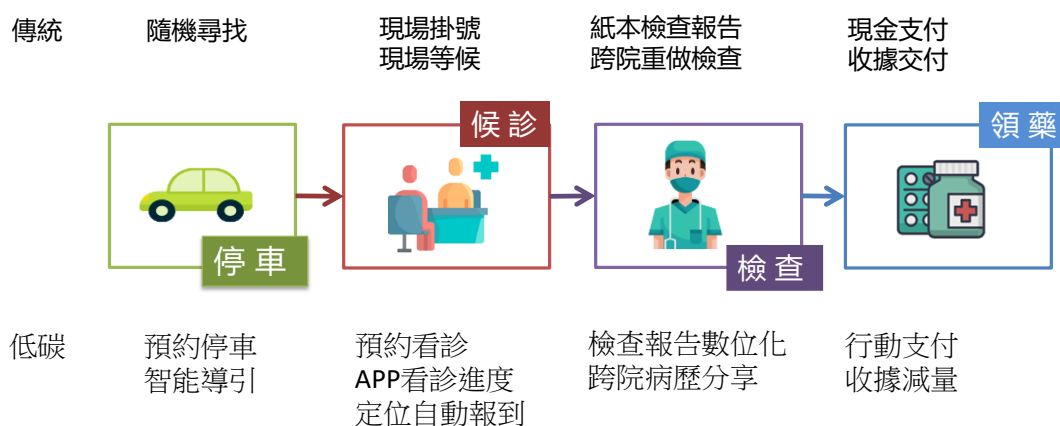 傳統
隨機尋找
現場掛號
現場等候
紙本檢查報告
跨院重做檢查
現金支付
收據交付
停車
候診
檢查
領藥
低碳
預約停車
智能導引
預約看診
APP看診進度
定位自動報到
檢查報告數位化
跨院病歷分享
行動支付
收據減量